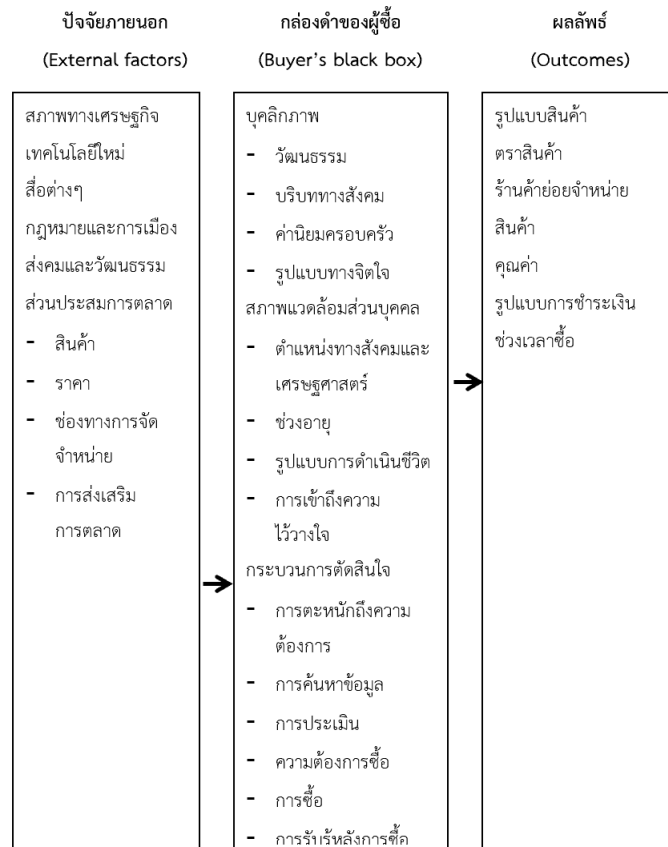 ปัจจัยภายนอก
(External factors)
สภาพทางเศรษฐกิจ
เทคโนโลยีใหม่
สื่อต่างๆ
กฎหมายและการเมือง
ส่งคมและวัฒนธรรม
ส่วนประสมการตลาด
- สินค้า
- ราคา
- ช่องทางการจัด
จำหน่าย
- การส่งเสริม
การตลาด
กล่องดำของผู้ซื้อ
(Buyer's black box)
บุคลิกภาพ
- วัฒนธรรม
- บริบททางสังคม
- ค่านิยมครอบครัว
- รูปแบบทางจิตใจ
สภาพแวดล้อมส่วนบุคคล
- ตำแหน่งทางสังคมและ
เศรษฐศาสตร์
- ช่วงอายุ
- รูปแบบการดำเนินชีวิต
- การเข้าถึงความ
ไว้วางใจ
กระบวนการตัดสินใจ
- การตะหนักถึงความ
ต้องการ
- การค้นหาข้อมูล
- การประเมิน
- ความต้องการซื้อ
- การซื้อ
- การรับรู้หลังการซื้อ
ผลลัพธ์
(Outcomes)
รูปแบบสินค้า
ตราสินค้า
ร้านค้าย่อยจำหน่าย
สินค้า
คุณค่า
รูปแบบการชำระเงิน
ช่วงเวลาซื้อ